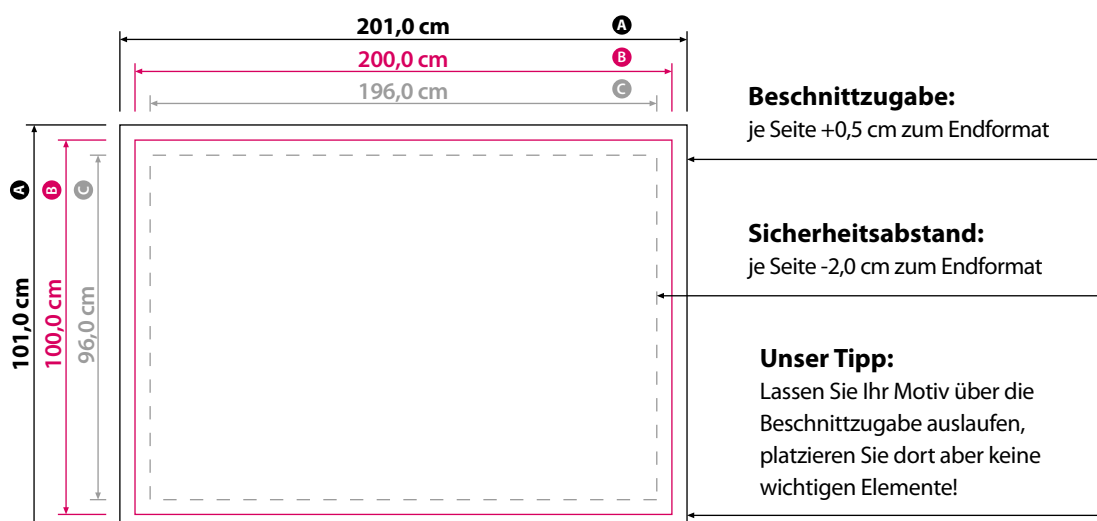 201,0 cm A
200,0 cm B
196,0 cm C
A 101,0 cm
B 100,0 cm
C 96,0 cm
Beschnittzugabe:
je Seite +0,5 cm zum Endformat
Sicherheitsabstand:
je Seite -2,0 cm zum Endformat
Unser Tipp:
Lassen Sie Ihr Motiv über die
Beschnittzugabe auslaufen,
platzieren Sie dort aber keine
wichtigen Elemente!